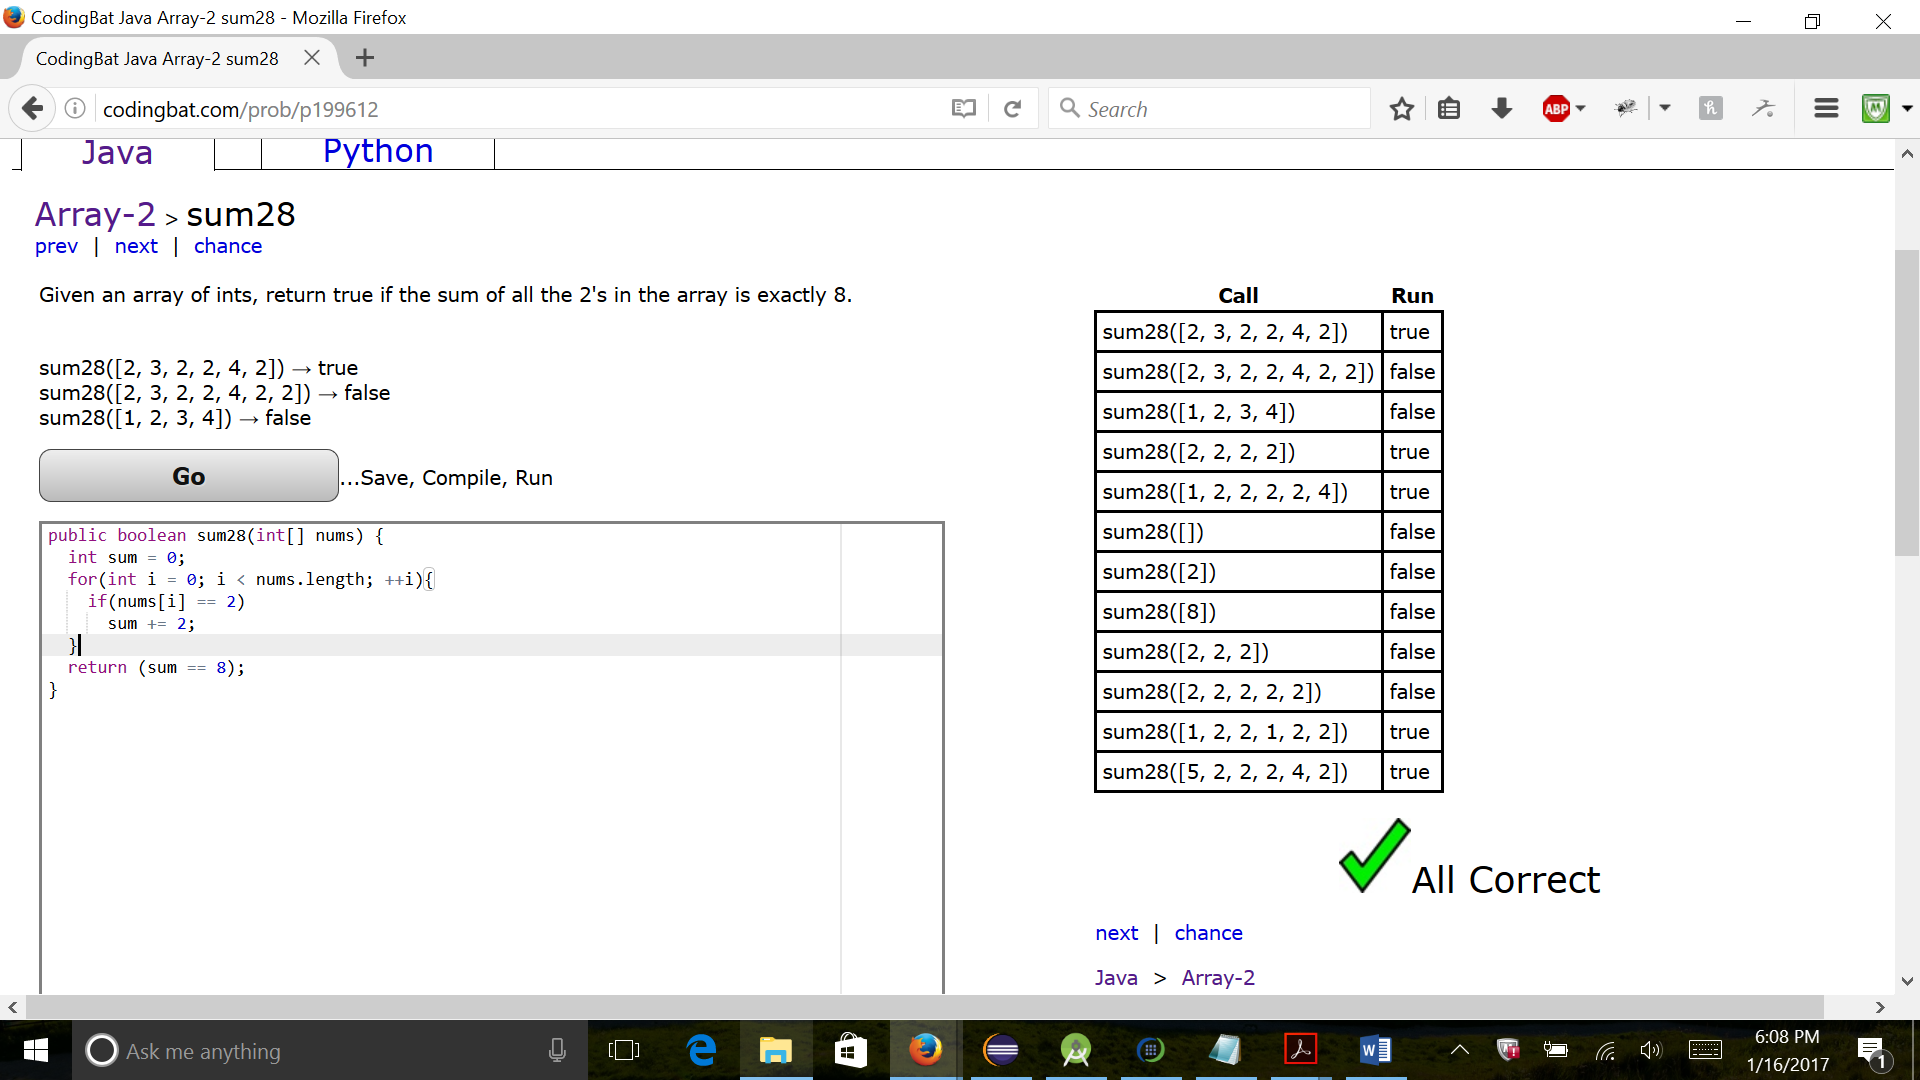 CodingBat Java Array-2 sum28 - Mozilla Firefox
CodingBat Java Array-2 sum28
codingbat.com/prob/p199612
Search
ABP
h
M
Java
Python
Array-2 > sum28
prev | next | chance
Given an array of ints, return true if the sum of all the 2's in the array is exactly 8.
sum28([2, 3, 2, 2, 4, 2]) → true
sum28([2, 3, 2, 2, 4, 2, 2]) → false
sum28([1, 2, 3, 4]) → false
Go
...Save, Compile, Run
public boolean sum28(int[] nums) {
  int sum = 0;
  for(int i = 0; i < nums.length; ++i){
    if(nums[i] == 2)
      sum += 2;
  }
  return (sum == 8);
}
Call Run
sum28([2, 3, 2, 2, 4, 2]) true
sum28([2, 3, 2, 2, 4, 2, 2]) false
sum28([1, 2, 3, 4]) false
sum28([2, 2, 2, 2]) true
sum28([1, 2, 2, 2, 2, 4]) true
sum28([]) false
sum28([2]) false
sum28([8]) false
sum28([2, 2, 2]) false
sum28([2, 2, 2, 2, 2]) false
sum28([1, 2, 2, 1, 2, 2]) true
sum28([5, 2, 2, 2, 4, 2]) true
All Correct
next | chance
Java > Array-2
Ask me anything
6:08 PM
1/16/2017
1